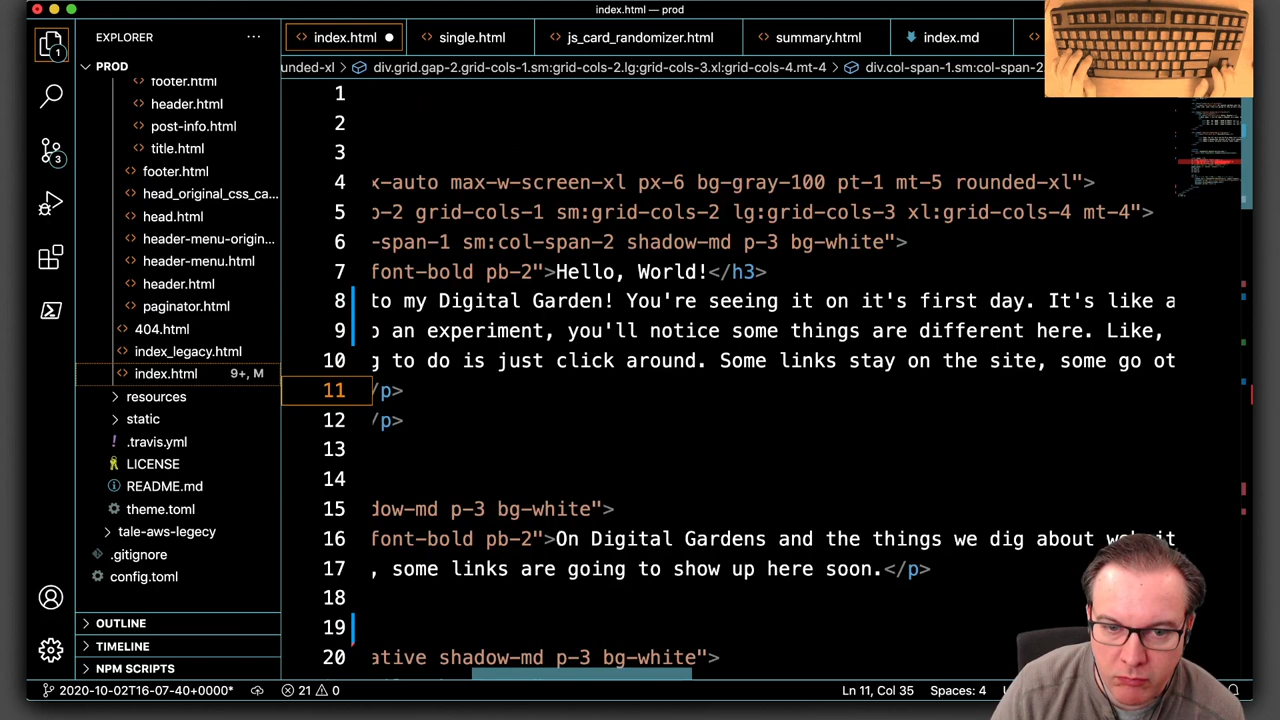 index.html — prod
EXPLORER
PROD
footer.html
header.html
post-info.html
title.html
footer.html
head_original_css_ca...
head.html
header-menu-origin...
header-menu.html
header.html
paginator.html
404.html
index_legacy.html
index.html 9+, M
resources
static
.travis.yml
LICENSE
README.md
theme.toml
tale-aws-legecy
.gitignore
config.toml
OUTLINE
TIMELINE
NPM SCRIPTS
1
3
index.html
single.html
js_card_randomizer.html
summary.html
index.md
unded-xl > div.grid.gap-2.grid-cols-1.sm:grid-cols-2.lg:grid-cols-3.xl:grid-cols-4.mt-4 > div.col-span-1.sm:col-span-2.
1
2
3
4 x-auto max-w-screen-xl px-6 bg-gray-100 pt-1 mt-5 rounded-xl">
5 -2 grid-cols-1 sm:grid-cols-2 lg:grid-cols-3 xl:grid-cols-4 mt-4">
6 -span-1 sm:col-span-2 shadow-md p-3 bg-white">
7 font-bold pb-2">Hello, World!</h3>
8 to my Digital Garden! You're seeing it on it's first day. It's like a
9 an experiment, you'll notice some things are different here. Like,
10 g to do is just click around. Some links stay on the site, some go ot
11 /p>
12 /p>
13
14
15 dow-md p-3 bg-white">
16 font-bold pb-2">On Digital Gardens and the things we dig about
17 , some links are going to show up here soon.</p>
18
19
20 ative shadow-md p-3 bg-white">
2020-10-02T16-07-40+0000* 21 0 Ln 11, Col 35 Spaces: 4